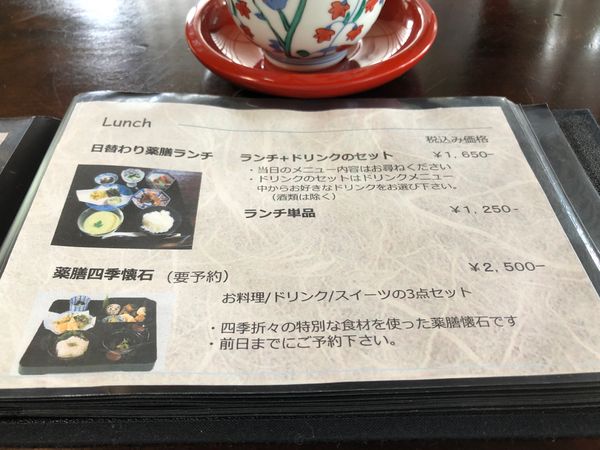 Lunch
税込み価格
日替わり薬膳ランチ ランチ+ドリンクのセット ￥1,650-
・当日のメニュー内容はお尋ねください
・ドリンクのセットはドリンクメニュー
中からお好きなドリンクをお選び下さい。
（酒類は除く）
ランチ単品 ￥1,250-
薬膳四季懐石（要予約） ￥2,500-
お料理/ドリンク/スイーツの3点セット
・四季折々の特別な食材を使った薬膳懐石です
・前日までにご予約下さい。